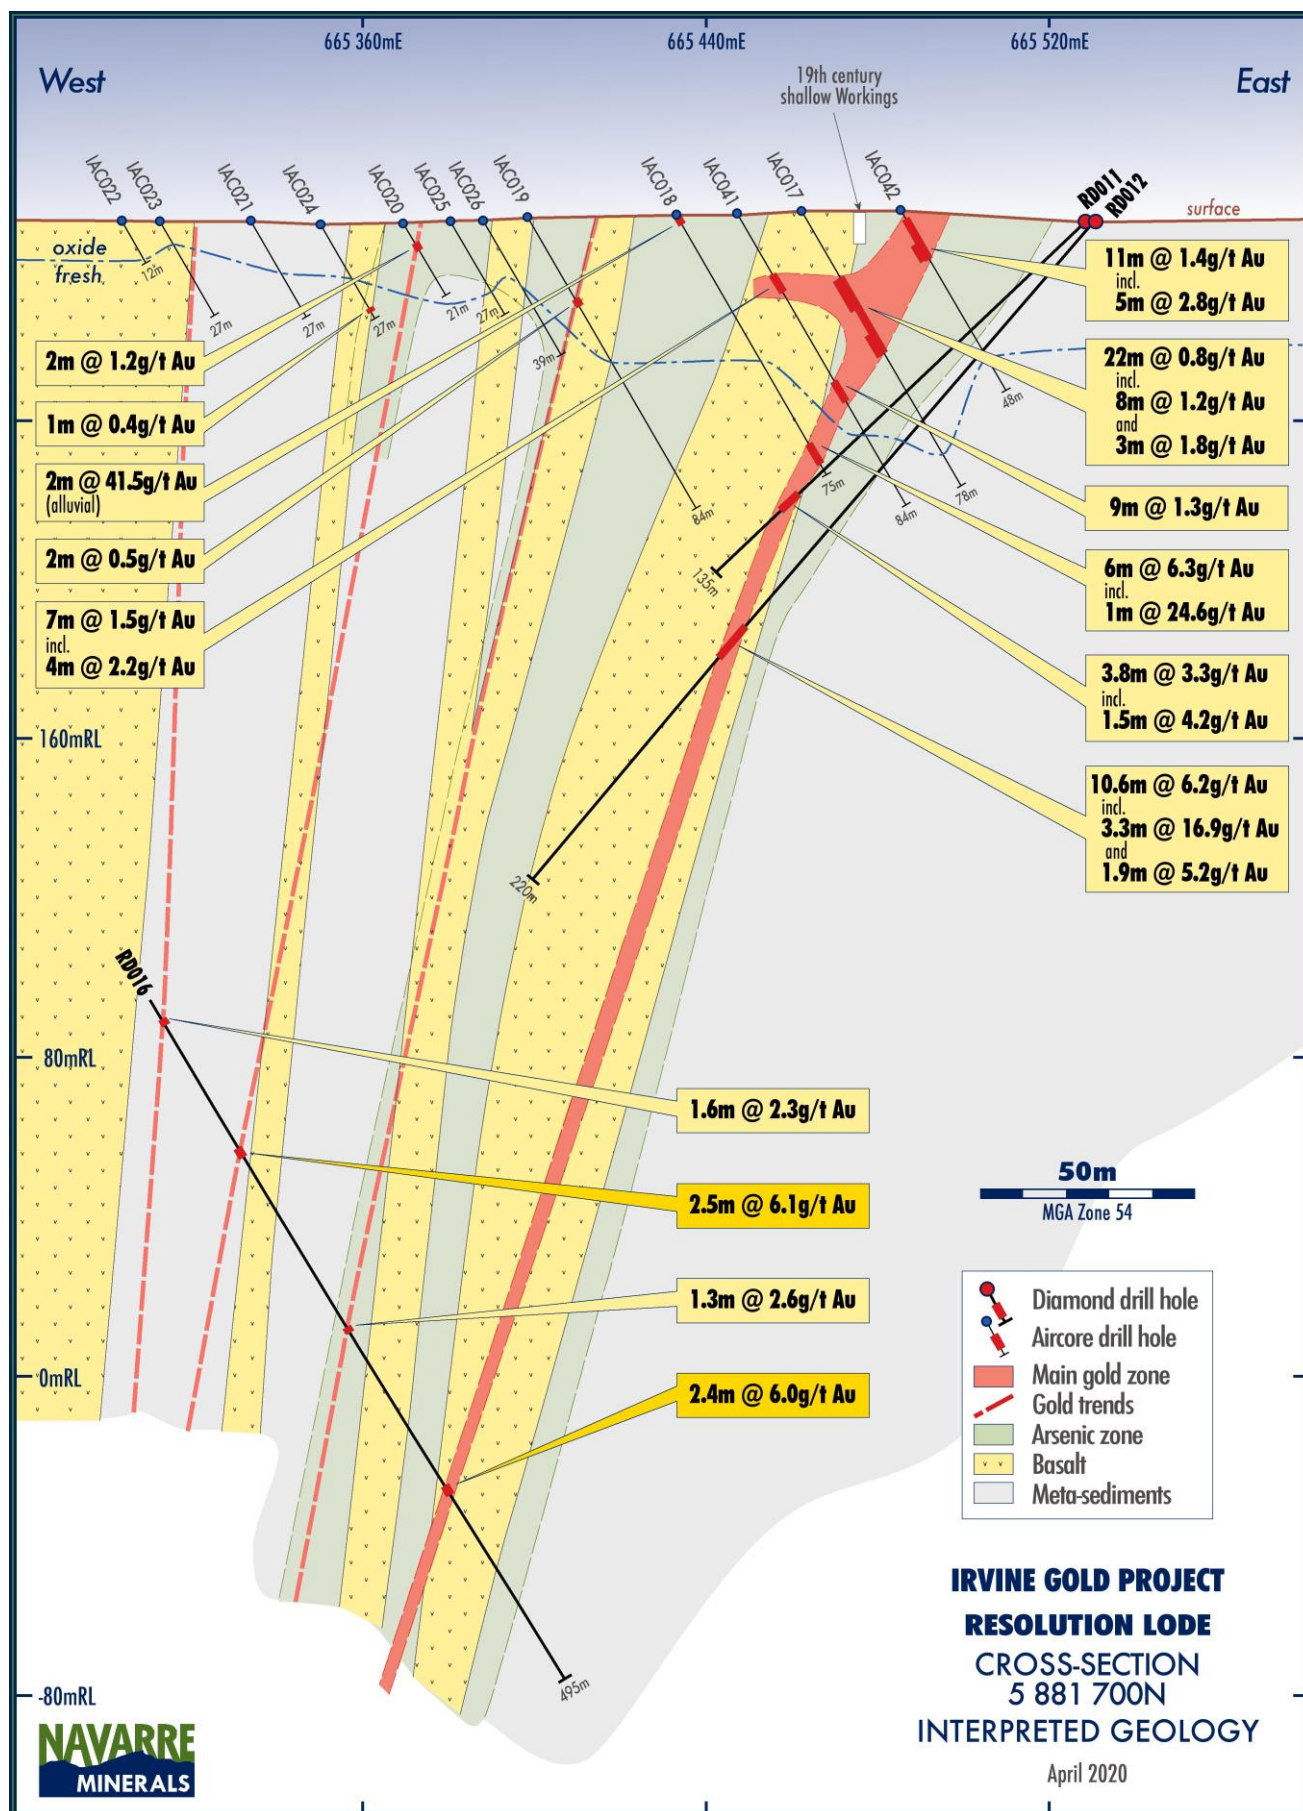 665 360mE
665 440mE
665 520mE
West
19th century
shallow Workings
East
IAC022
IAC023
IAC021
IAC024
IAC020
IAC025
IAC026
IAC019
IAC018
IAC041
IAC017
IAC042
RD011
RD012
surface
oxide
fresh
12m
27m
27m
27m
21m
27m
39m
84m
75m
84m
78m
48m
135m
220m
2m @ 1.2g/t Au
1m @ 0.4g/t Au
2m @ 41.5g/t Au
(alluvial)
2m @ 0.5g/t Au
7m @ 1.5g/t Au
incl.
4m @ 2.2g/t Au
11m @ 1.4g/t Au
incl.
5m @ 2.8g/t Au
22m @ 0.8g/t Au
incl.
8m @ 1.2g/t Au
and
3m @ 1.8g/t Au
9m @ 1.3g/t Au
6m @ 6.3g/t Au
incl.
1m @ 24.6g/t Au
3.8m @ 3.3g/t Au
incl.
1.5m @ 4.2g/t Au
10.6m @ 6.2g/t Au
incl.
3.3m @ 16.9g/t Au
and
1.9m @ 5.2g/t Au
160mRL
80mRL
0mRL
-80mRL
RD016
1.6m @ 2.3g/t Au
2.5m @ 6.1g/t Au
1.3m @ 2.6g/t Au
2.4m @ 6.0g/t Au
495m
50m
MGA Zone 54
Diamond drill hole
Aircore drill hole
Main gold zone
Gold trends
Arsenic zone
Basalt
Meta-sediments
IRVINE GOLD PROJECT
RESOLUTION LODE
CROSS-SECTION
5 881 700N
INTERPRETED GEOLOGY
April 2020
NAVARRE
MINERALS